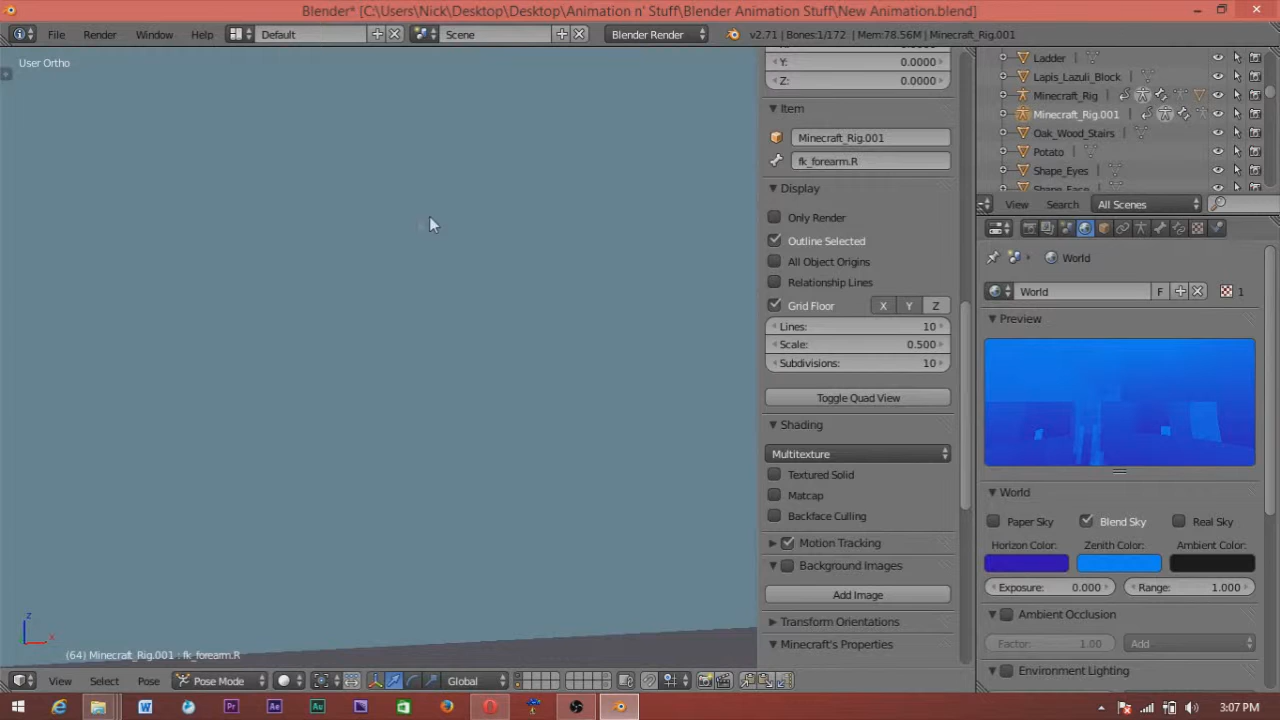 Blender* [C:\Users\Nick\Desktop\Desktop\Animation n' Stuff\Blender Animation Stuff\New Animation.blend]
File Render Window Help Default Scene Blender Render v2.71 | Bones:1/172 | Mem:78.56M | Minecraft_Rig.001
User Ortho
Y: 0.0000
Z: 0.0000
Item
Minecraft_Rig.001
fk_forearm.R
Display
Only Render
Outline Selected
All Object Origins
Relationship Lines
Grid Floor X Y Z
Lines: 10
Scale: 0.500
Subdivisions: 10
Toggle Quad View
Shading
Multitexture
Textured Solid
Matcap
Backface Culling
Motion Tracking
Background Images
Add Image
Transform Orientations
Minecraft's Properties
Ladder
Lapis_Lazuli_Block
Minecraft_Rig
Minecraft_Rig.001
Oak_Wood_Stairs
Potato
Shape_Eyes
Shape_Face
View Search All Scenes
World
World F 1
Preview
World
Paper Sky Blend Sky Real Sky
Horizon Color: Zenith Color: Ambient Color:
Exposure: 0.000 Range: 1.000
Ambient Occlusion
Factor: 1.00 Add
Environment Lighting
z
x
(64) Minecraft_Rig.001 : fk_forearm.R
View Select Pose Pose Mode Global
W Pr Ae Au
3:07 PM